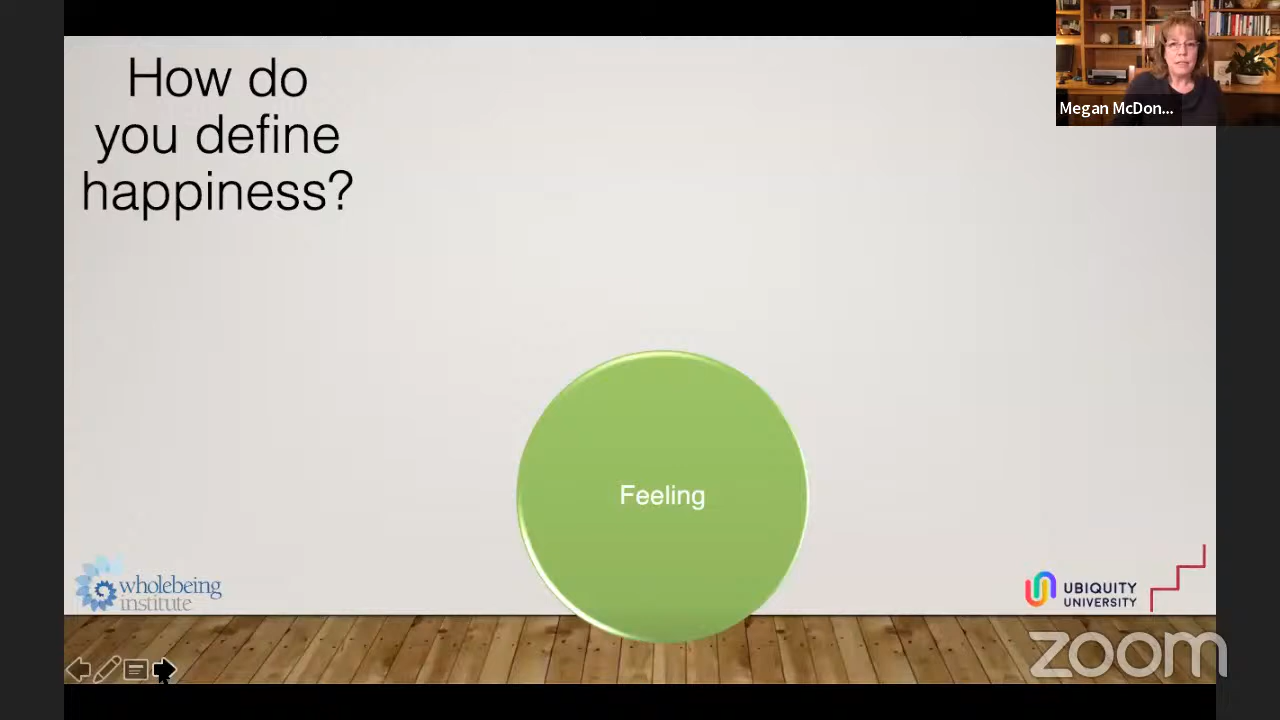 How do
you define
happiness?
Megan McDon...
Feeling
wholebeing
institute
UBIQUITY
UNIVERSITY
zoom